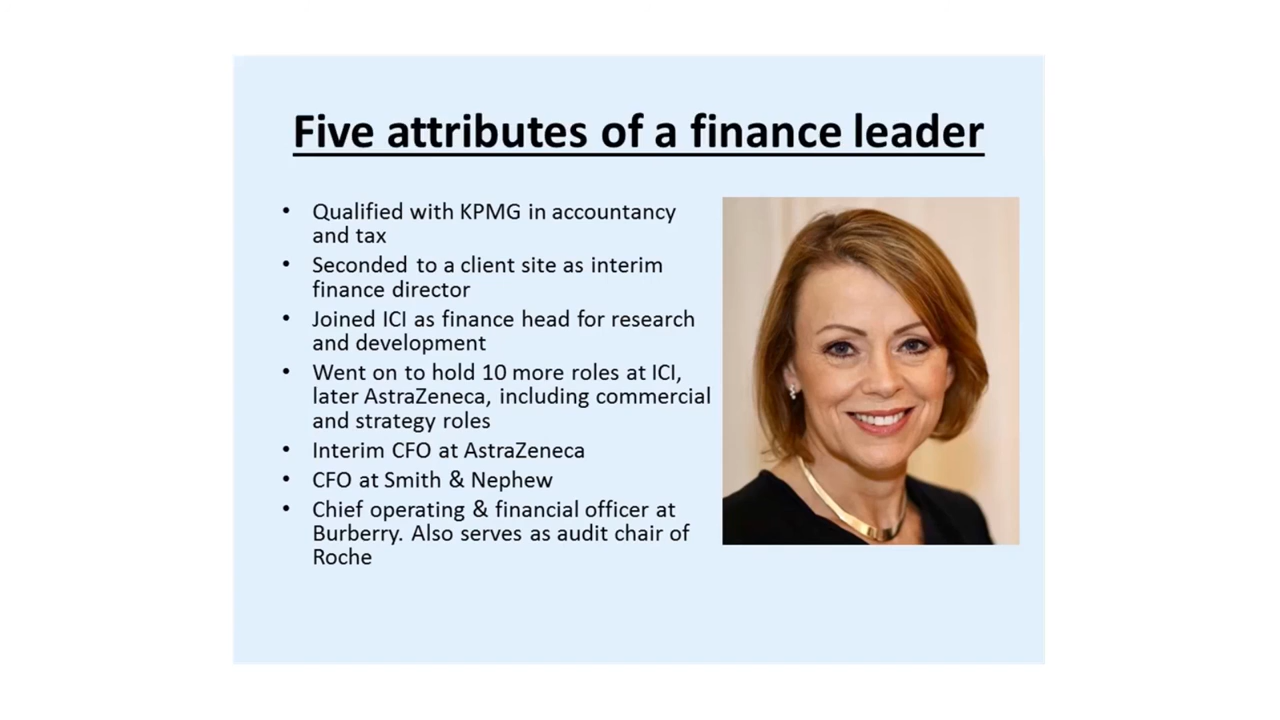 Five attributes of a finance leader
• Qualified with KPMG in accountancy
and tax
• Seconded to a client site as interim
finance director
• Joined ICI as finance head for research
and development
• Went on to hold 10 more roles at ICI,
later AstraZeneca, including commercial
and strategy roles
• Interim CFO at AstraZeneca
• CFO at Smith & Nephew
• Chief operating & financial officer at
Burberry. Also serves as audit chair of
Roche